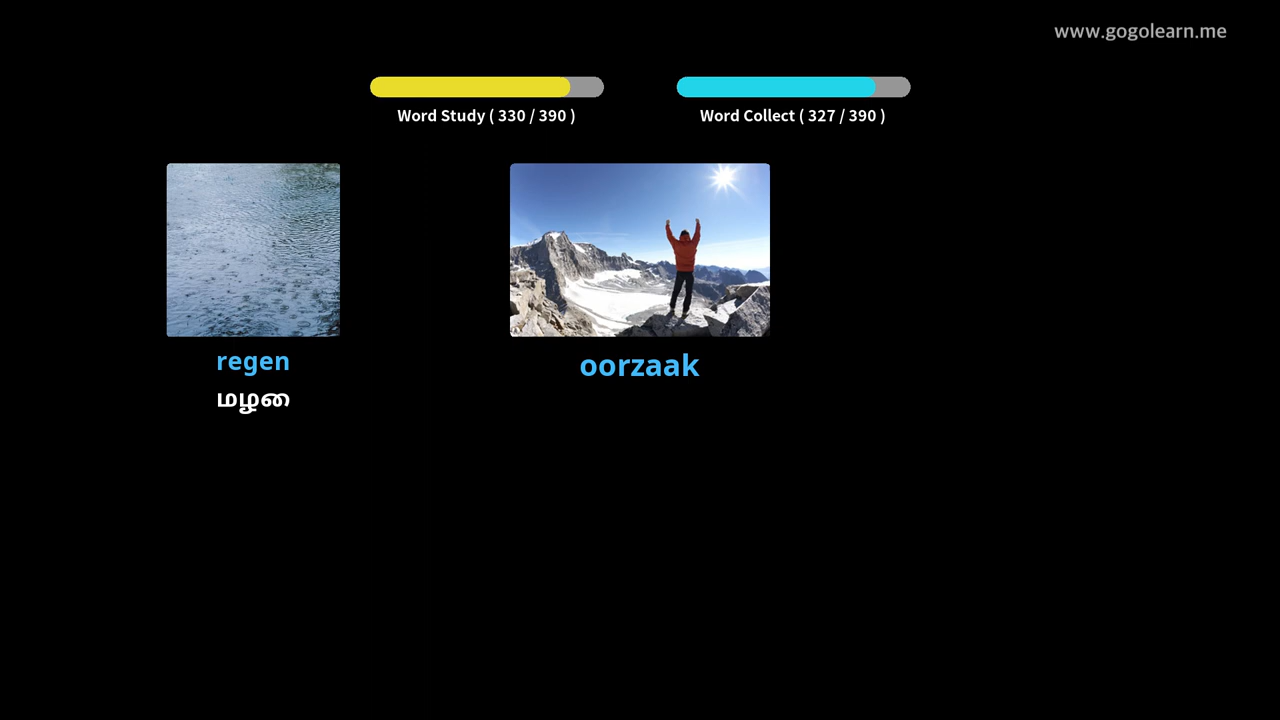 www.gogolearn.me
Word Study ( 330 / 390 )
Word Collect ( 327 / 390 )
regen
மழை
oorzaak